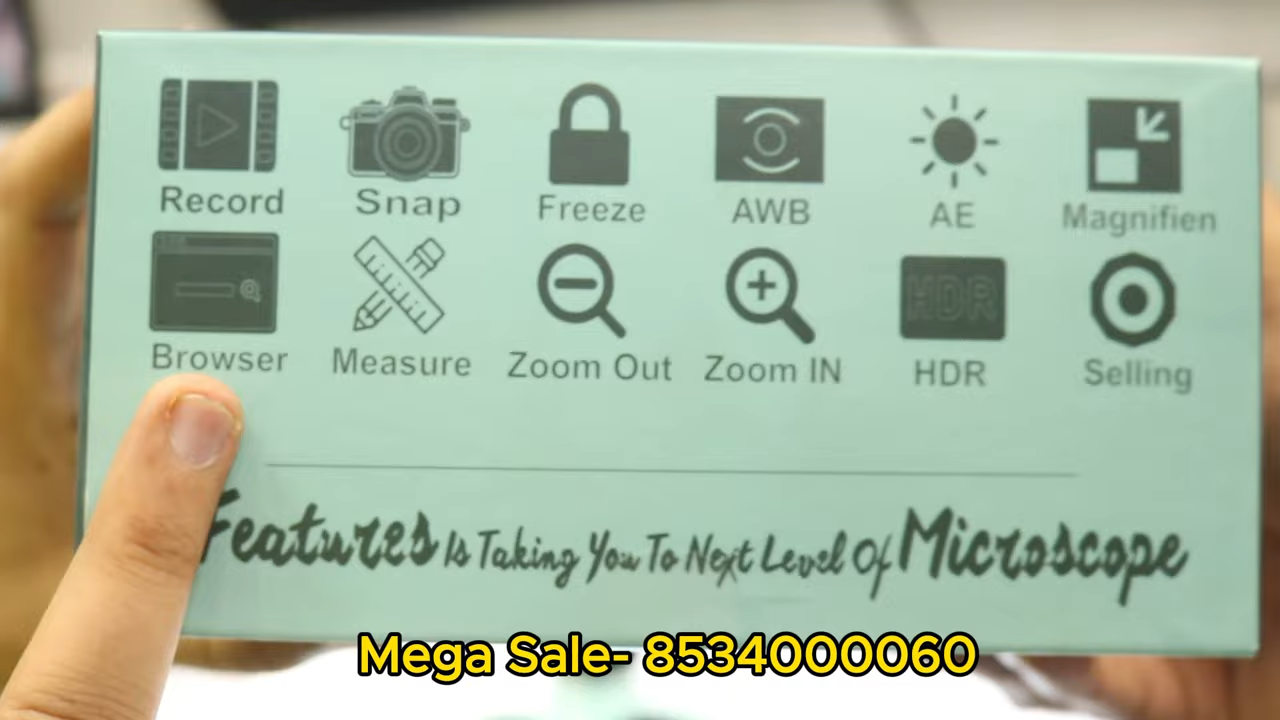 Record Snap Freeze AWB AE Magnifien
HDR
Browser Measure Zoom Out Zoom IN HDR Selling
Features Is Taking You To Next Level Of Microscope
Mega Sale- 8534000060